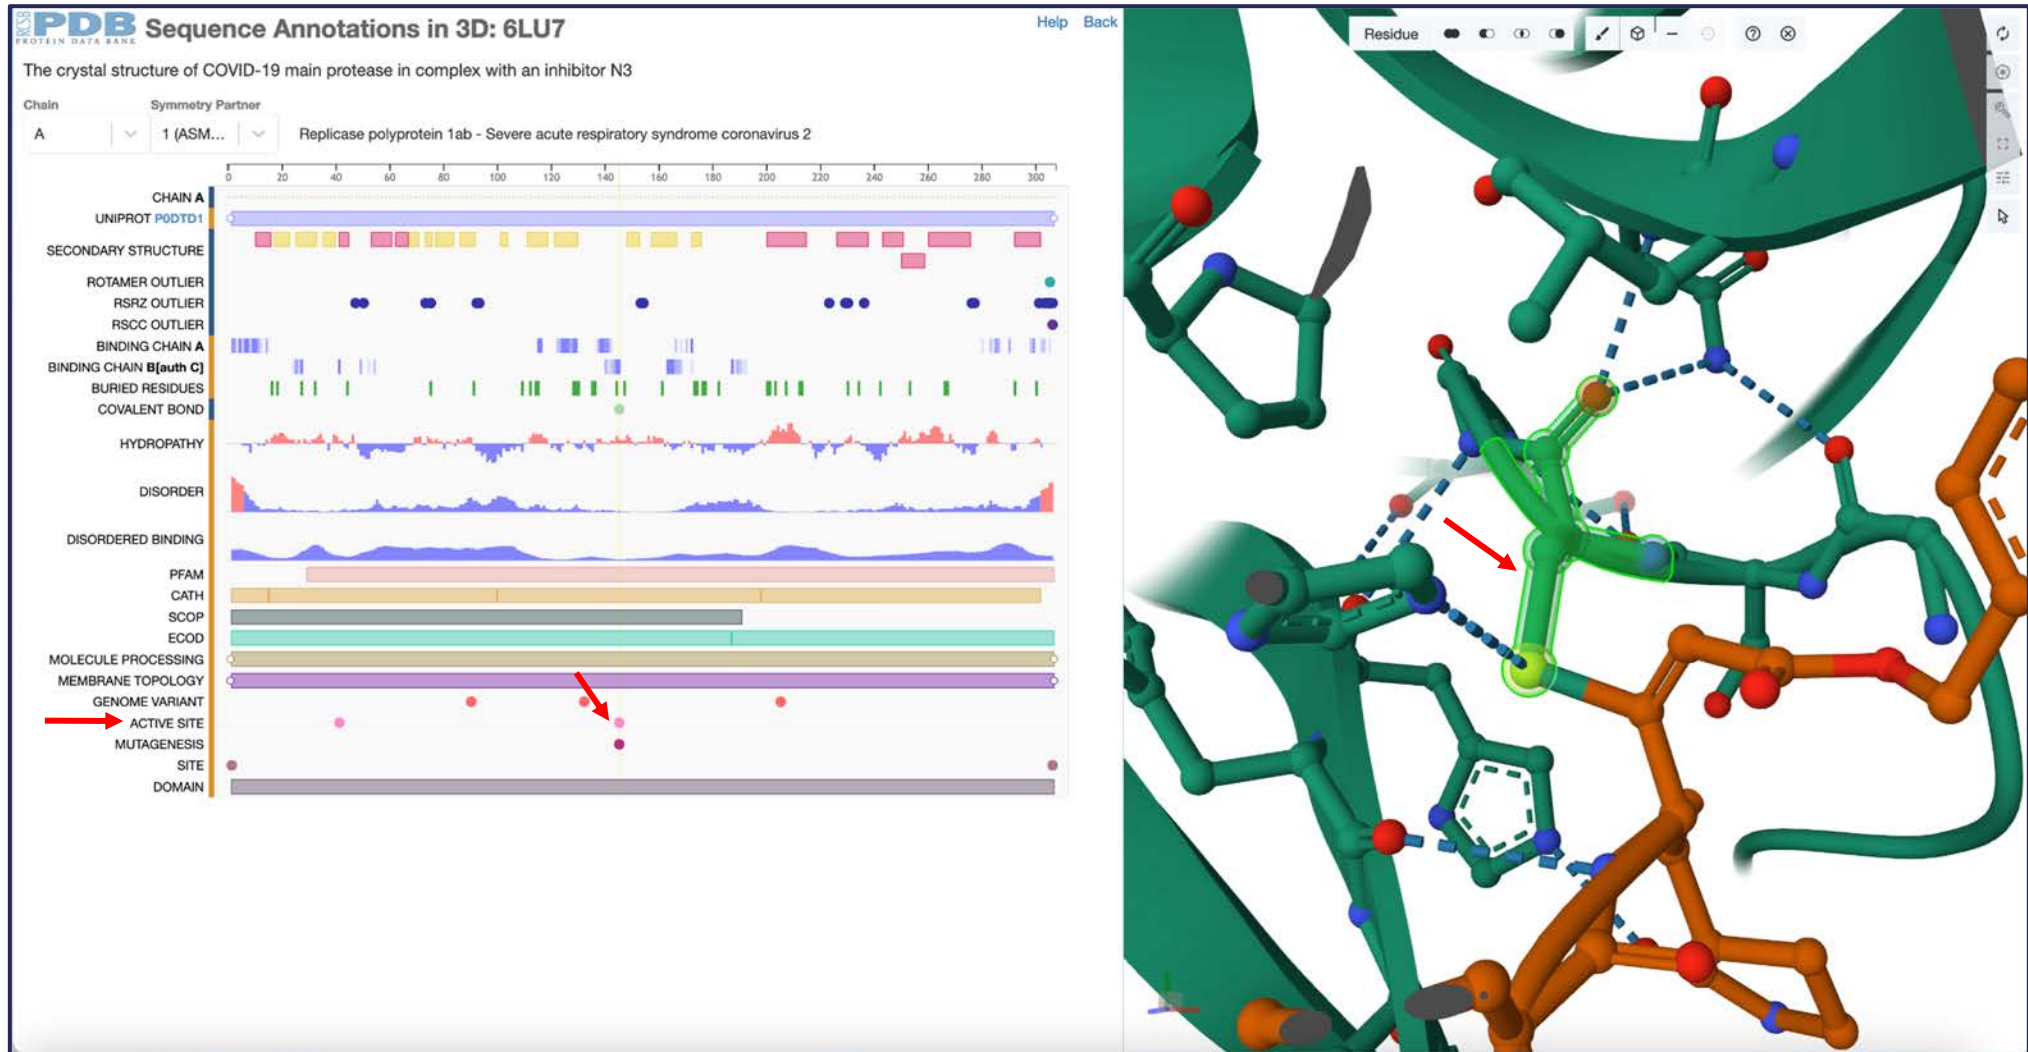 RCSB PDB PROTEIN DATA BANK Sequence Annotations in 3D: 6LU7
Help Back
Residue
The crystal structure of COVID-19 main protease in complex with an inhibitor N3
Chain Symmetry Partner
A 1 (ASM... Replicase polyprotein 1ab - Severe acute respiratory syndrome coronavirus 2
0 20 40 60 80 100 120 140 160 180 200 220 240 260 280 300
CHAIN A
UNIPROT P0DTD1
SECONDARY STRUCTURE
ROTAMER OUTLIER
RSRZ OUTLIER
RSCC OUTLIER
BINDING CHAIN A
BINDING CHAIN B[auth C]
BURIED RESIDUES
COVALENT BOND
HYDROPATHY
DISORDER
DISORDERED BINDING
PFAM
CATH
SCOP
ECOD
MOLECULE PROCESSING
MEMBRANE TOPOLOGY
GENOME VARIANT
ACTIVE SITE
MUTAGENESIS
SITE
DOMAIN